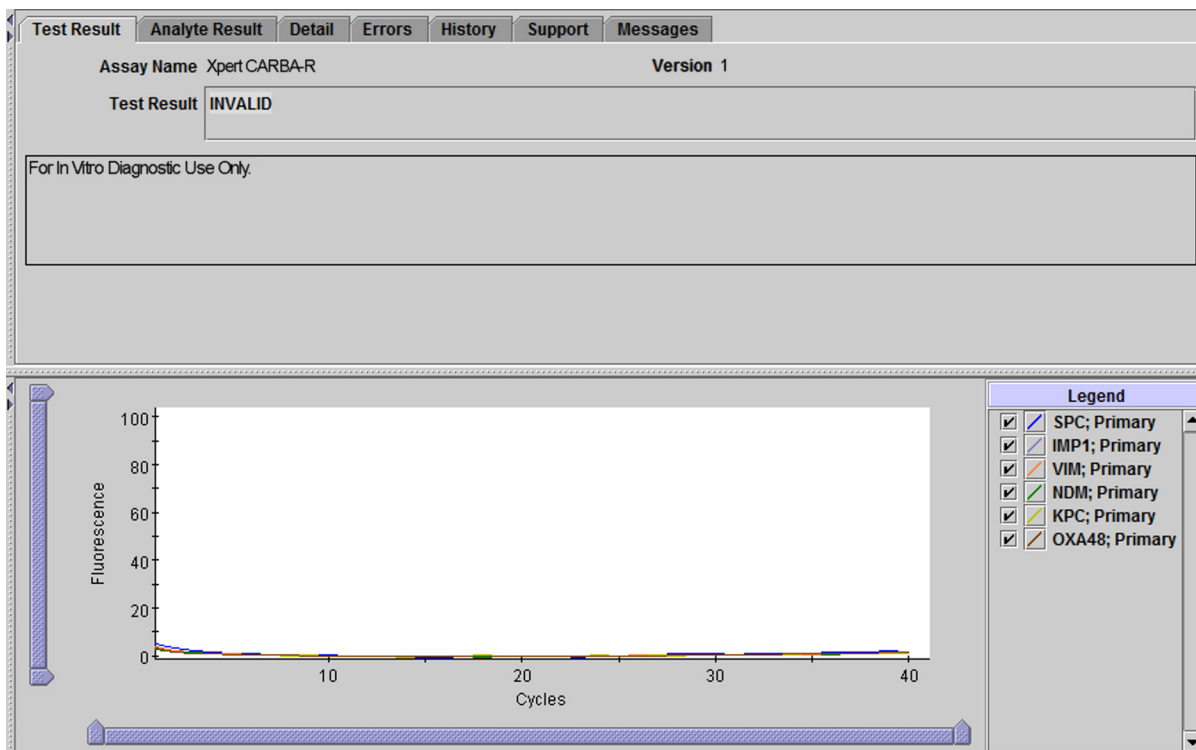 Test Result Analyte Result Detail Errors History Support Messages
Assay Name Xpert CARBA-R Version 1
Test Result INVALID
For In Vitro Diagnostic Use Only.
Legend
SPC; Primary
IMP1; Primary
VIM; Primary
NDM; Primary
KPC; Primary
OXA48; Primary
100
80
60
40
20
0
Fluorescence
10 20 30 40
Cycles